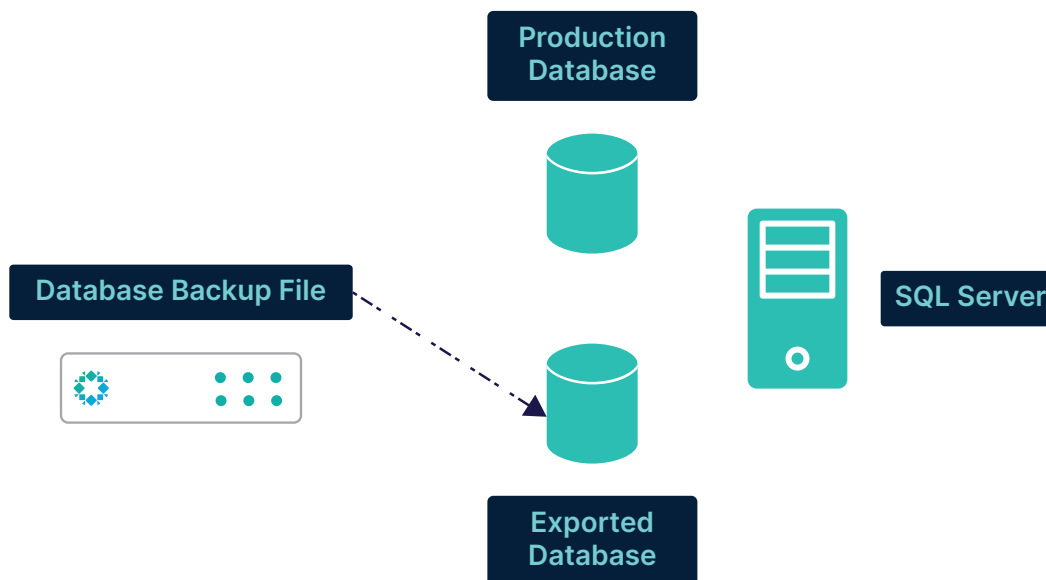 Production
Database
Database Backup File
SQL Server
Exported
Database